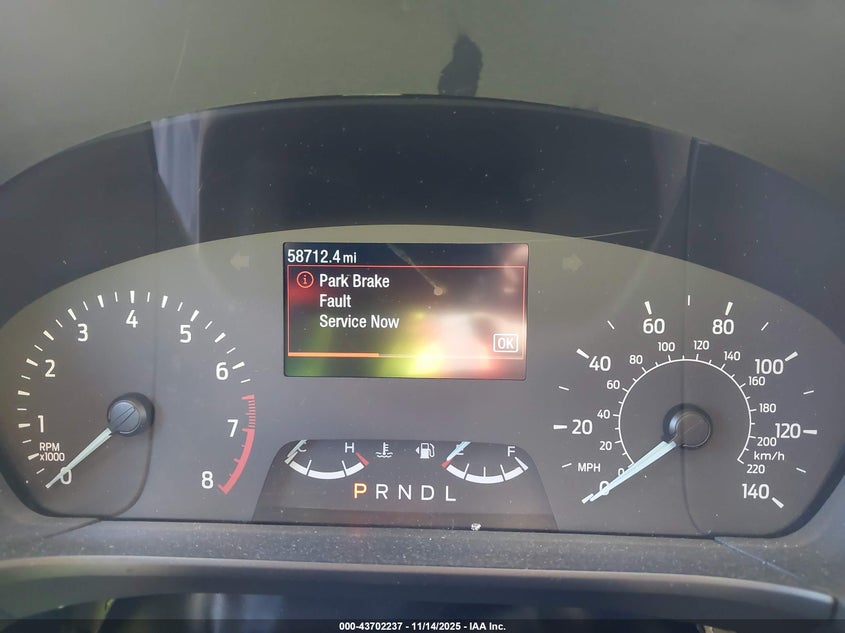 58712.4 mi
Park Brake
Fault
Service Now
OK
0 1 2 3 4 5 6 7 8
RPM
x1000
C H
E F
P R N D L
0 20 40 60 80 100 120 140
MPH
0 20 40 60 80 100 120 140 160 180 200 220
km/h
000-43702237 - 11/14/2025 - IAA Inc.